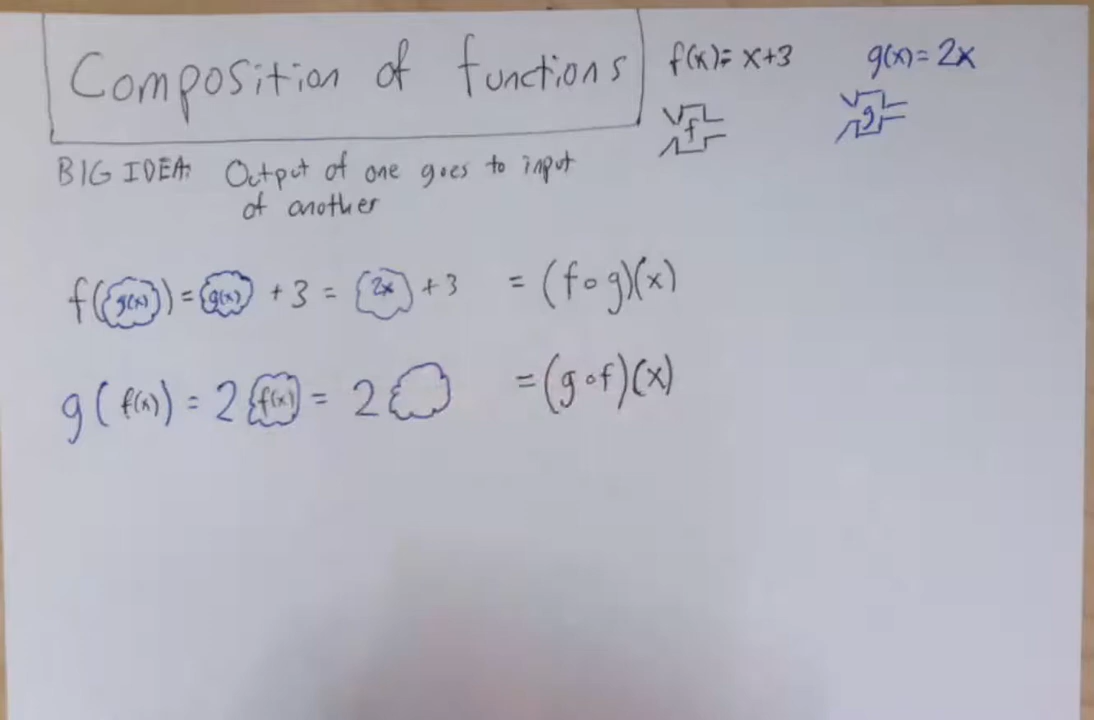 Composition of functions
f(x) = x+3
g(x) = 2x
f
g
BIG IDEA: Output of one goes to input
of another
f(g(x)) = g(x) + 3 = 2x + 3 = (f∘g)(x)
g(f(x)) = 2 f(x) = 2 = (g∘f)(x)